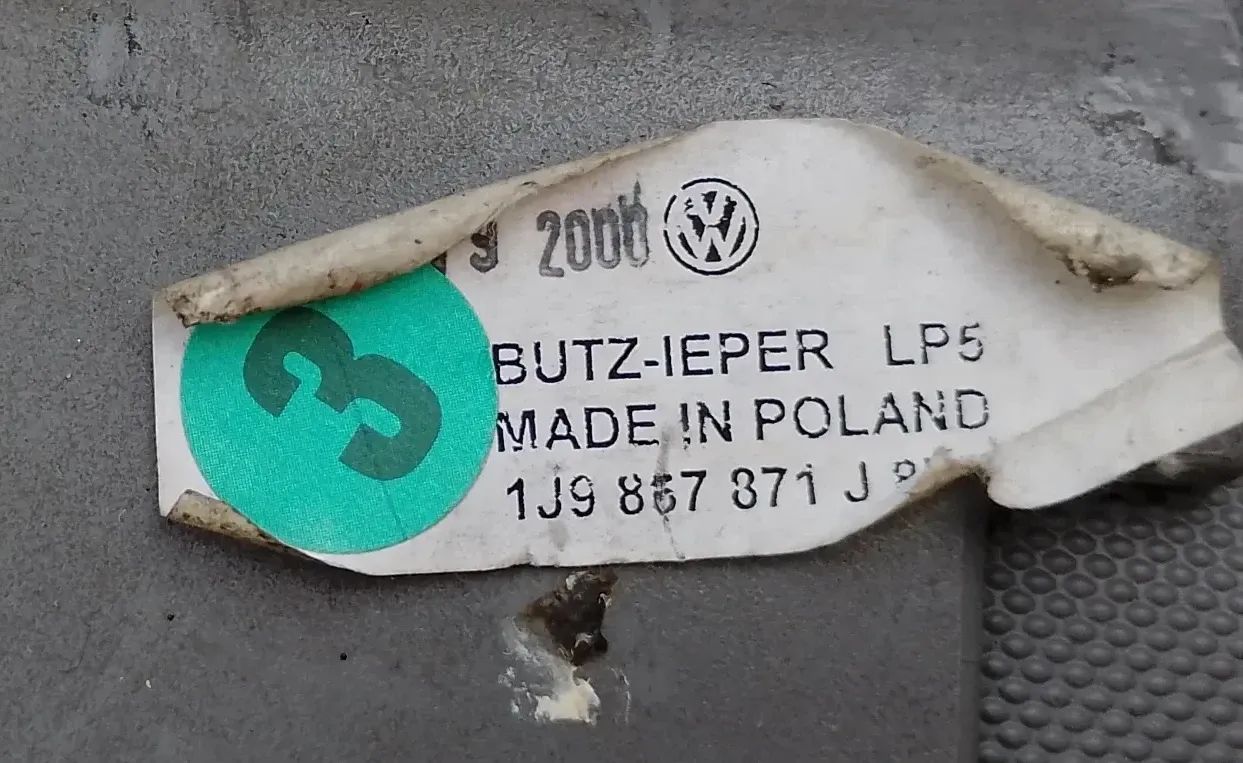 9 2000
3
BUTZ-IEPER LP5
MADE IN POLAND
1J9 867 871 J